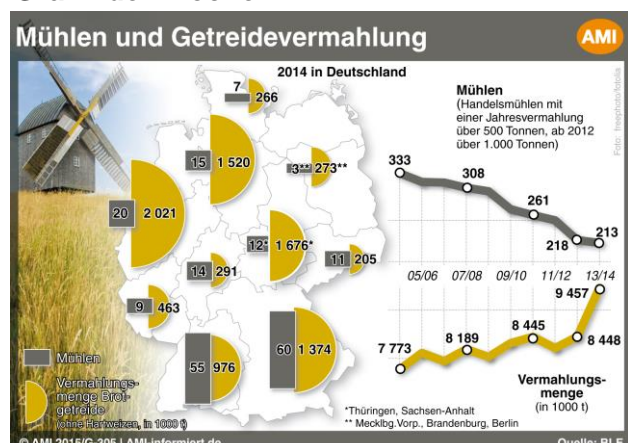 Mühlen und Getreidevermahlung
AMI
2014 in Deutschland
7
266
15
1 520
3**
273**
20
2 021
12*
1 676*
11
205
14
291
9
463
55
976
60
1 374
Mühlen
(Handelsmühlen mit
einer Jahresvermahlung
über 500 Tonnen, ab 2012
über 1.000 Tonnen)
Foto: freephoto/fotolia
333
308
261
218
213
05/06
07/08
09/10
11/12
13/14
7 773
8 189
8 445
9 457
8 448
Vermahlungs-
menge
(in 1000 t)
Mühlen
Vermahlungs-
menge Brot-
getreide
(ohne Hartweizen, in 1000 t)
*Thüringen, Sachsen-Anhalt
** Mecklbg.Vorp., Brandenburg, Berlin
© AMI 2015/G-305 | AMI-informiert.de
Quelle: BLE